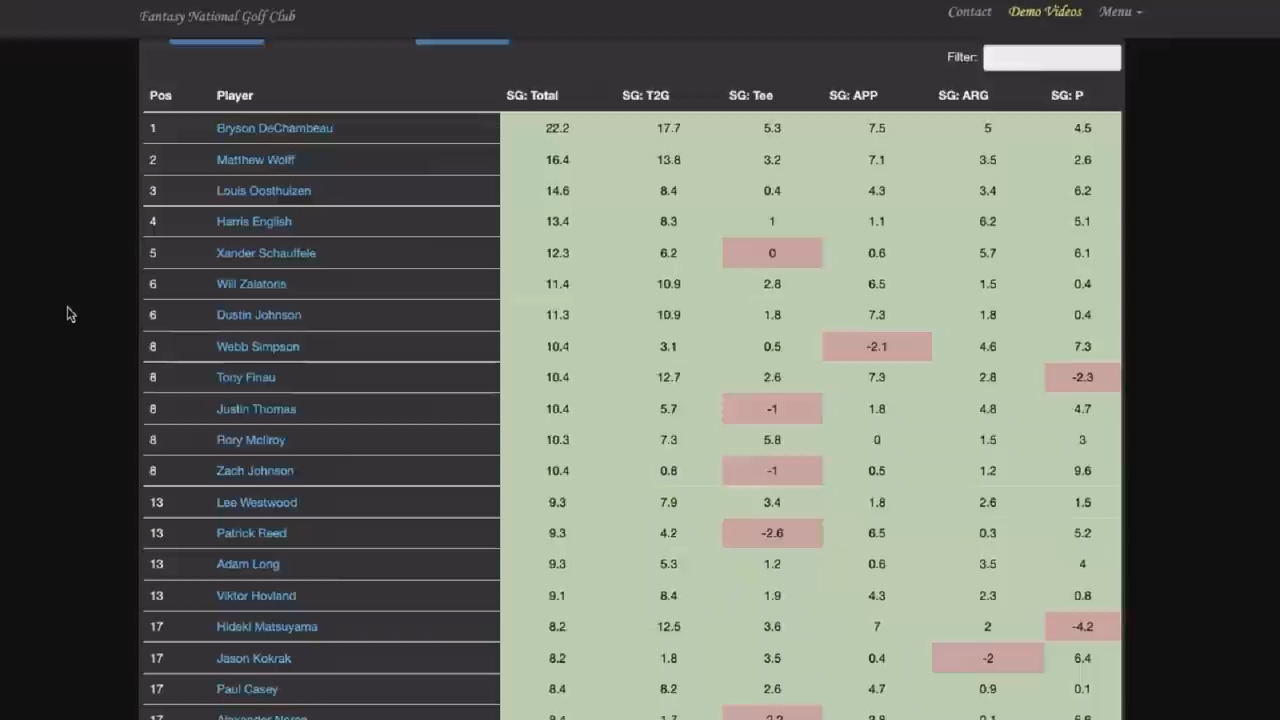 Fantasy National Golf Club Contact Demo Videos Menu
Filter:
Pos Player SG: Total SG: T2G SG: Tee SG: APP SG: ARG SG: P
1 Bryson DeChambeau 22.2 17.7 5.3 7.5 5 4.5
2 Matthew Wolff 16.4 13.8 3.2 7.1 3.5 2.6
3 Louis Oosthuizen 14.6 8.4 0.4 4.3 3.4 6.2
4 Harris English 13.4 8.3 1 1.1 6.2 5.1
5 Xander Schauffele 12.3 6.2 0 0.6 5.7 6.1
6 Will Zalatoris 11.4 10.9 2.8 6.5 1.5 0.4
6 Dustin Johnson 11.3 10.9 1.8 7.3 1.8 0.4
8 Webb Simpson 10.4 3.1 0.5 -2.1 4.6 7.3
8 Tony Finau 10.4 12.7 2.6 7.3 2.8 -2.3
8 Justin Thomas 10.4 5.7 -1 1.8 4.8 4.7
8 Rory McIlroy 10.3 7.3 5.8 0 1.5 3
8 Zach Johnson 10.4 0.8 -1 0.5 1.2 9.6
13 Lee Westwood 9.3 7.9 3.4 1.8 2.6 1.5
13 Patrick Reed 9.3 4.2 -2.6 6.5 0.3 5.2
13 Adam Long 9.3 5.3 1.2 0.6 3.5 4
13 Viktor Hovland 9.1 8.4 1.9 4.3 2.3 0.8
17 Hideki Matsuyama 8.2 12.5 3.6 7 2 -4.2
17 Jason Kokrak 8.2 1.8 3.5 0.4 -2 6.4
17 Paul Casey 8.4 8.2 2.6 4.7 0.9 0.1
17 Alexander Noren